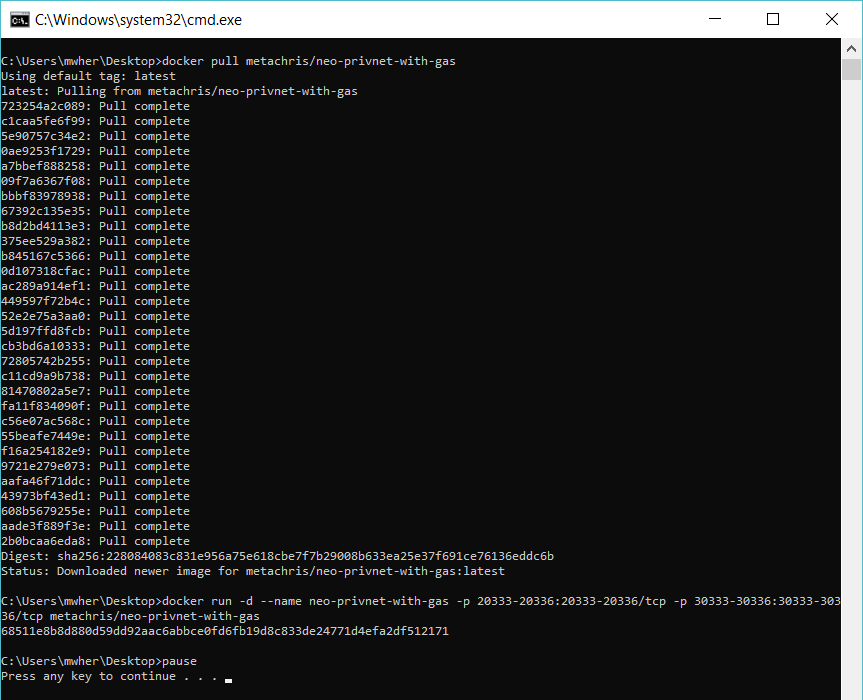 C:\Windows\system32\cmd.exe
C:\Users\mwher\Desktop>docker pull metachris/neo-privnet-with-gas
Using default tag: latest
latest: Pulling from metachris/neo-privnet-with-gas
723254a2c089: Pull complete
c1caa5fe6f99: Pull complete
5e90757c34e2: Pull complete
0ae9253f1729: Pull complete
a7bbef888258: Pull complete
09f7a6367f08: Pull complete
bbbf83978938: Pull complete
67392c135e35: Pull complete
b8d2bd4113e3: Pull complete
375ee529a382: Pull complete
b845167c5366: Pull complete
0d107318cfac: Pull complete
ac289a914ef1: Pull complete
449597f72b4c: Pull complete
52e2e75a3aa0: Pull complete
5d197ffd8fcb: Pull complete
cb3bd6a10333: Pull complete
72805742b255: Pull complete
c11cd9a9b738: Pull complete
81470802a5e7: Pull complete
fa11f834090f: Pull complete
c56e07ac568c: Pull complete
55beafe7449e: Pull complete
f16a254182e9: Pull complete
9721e279e073: Pull complete
aafa46f71ddc: Pull complete
43973bf43ed1: Pull complete
608b5679255e: Pull complete
aade3f889f3e: Pull complete
2b0bcaa6eda8: Pull complete
Digest: sha256:228084083c831e956a75e618cbe7f7b29008b633ea25e37f691ce76136eddc6b
Status: Downloaded newer image for metachris/neo-privnet-with-gas:latest
C:\Users\mwher\Desktop>docker run -d --name neo-privnet-with-gas -p 20333-20336:20333-20336/tcp -p 30333-30336:30333-303
36/tcp metachris/neo-privnet-with-gas
68511e8b8d880d59dd92aac6abbce0fd6fb19d8c833de24771d4efa2df512171
C:\Users\mwher\Desktop>pause
Press any key to continue . . .